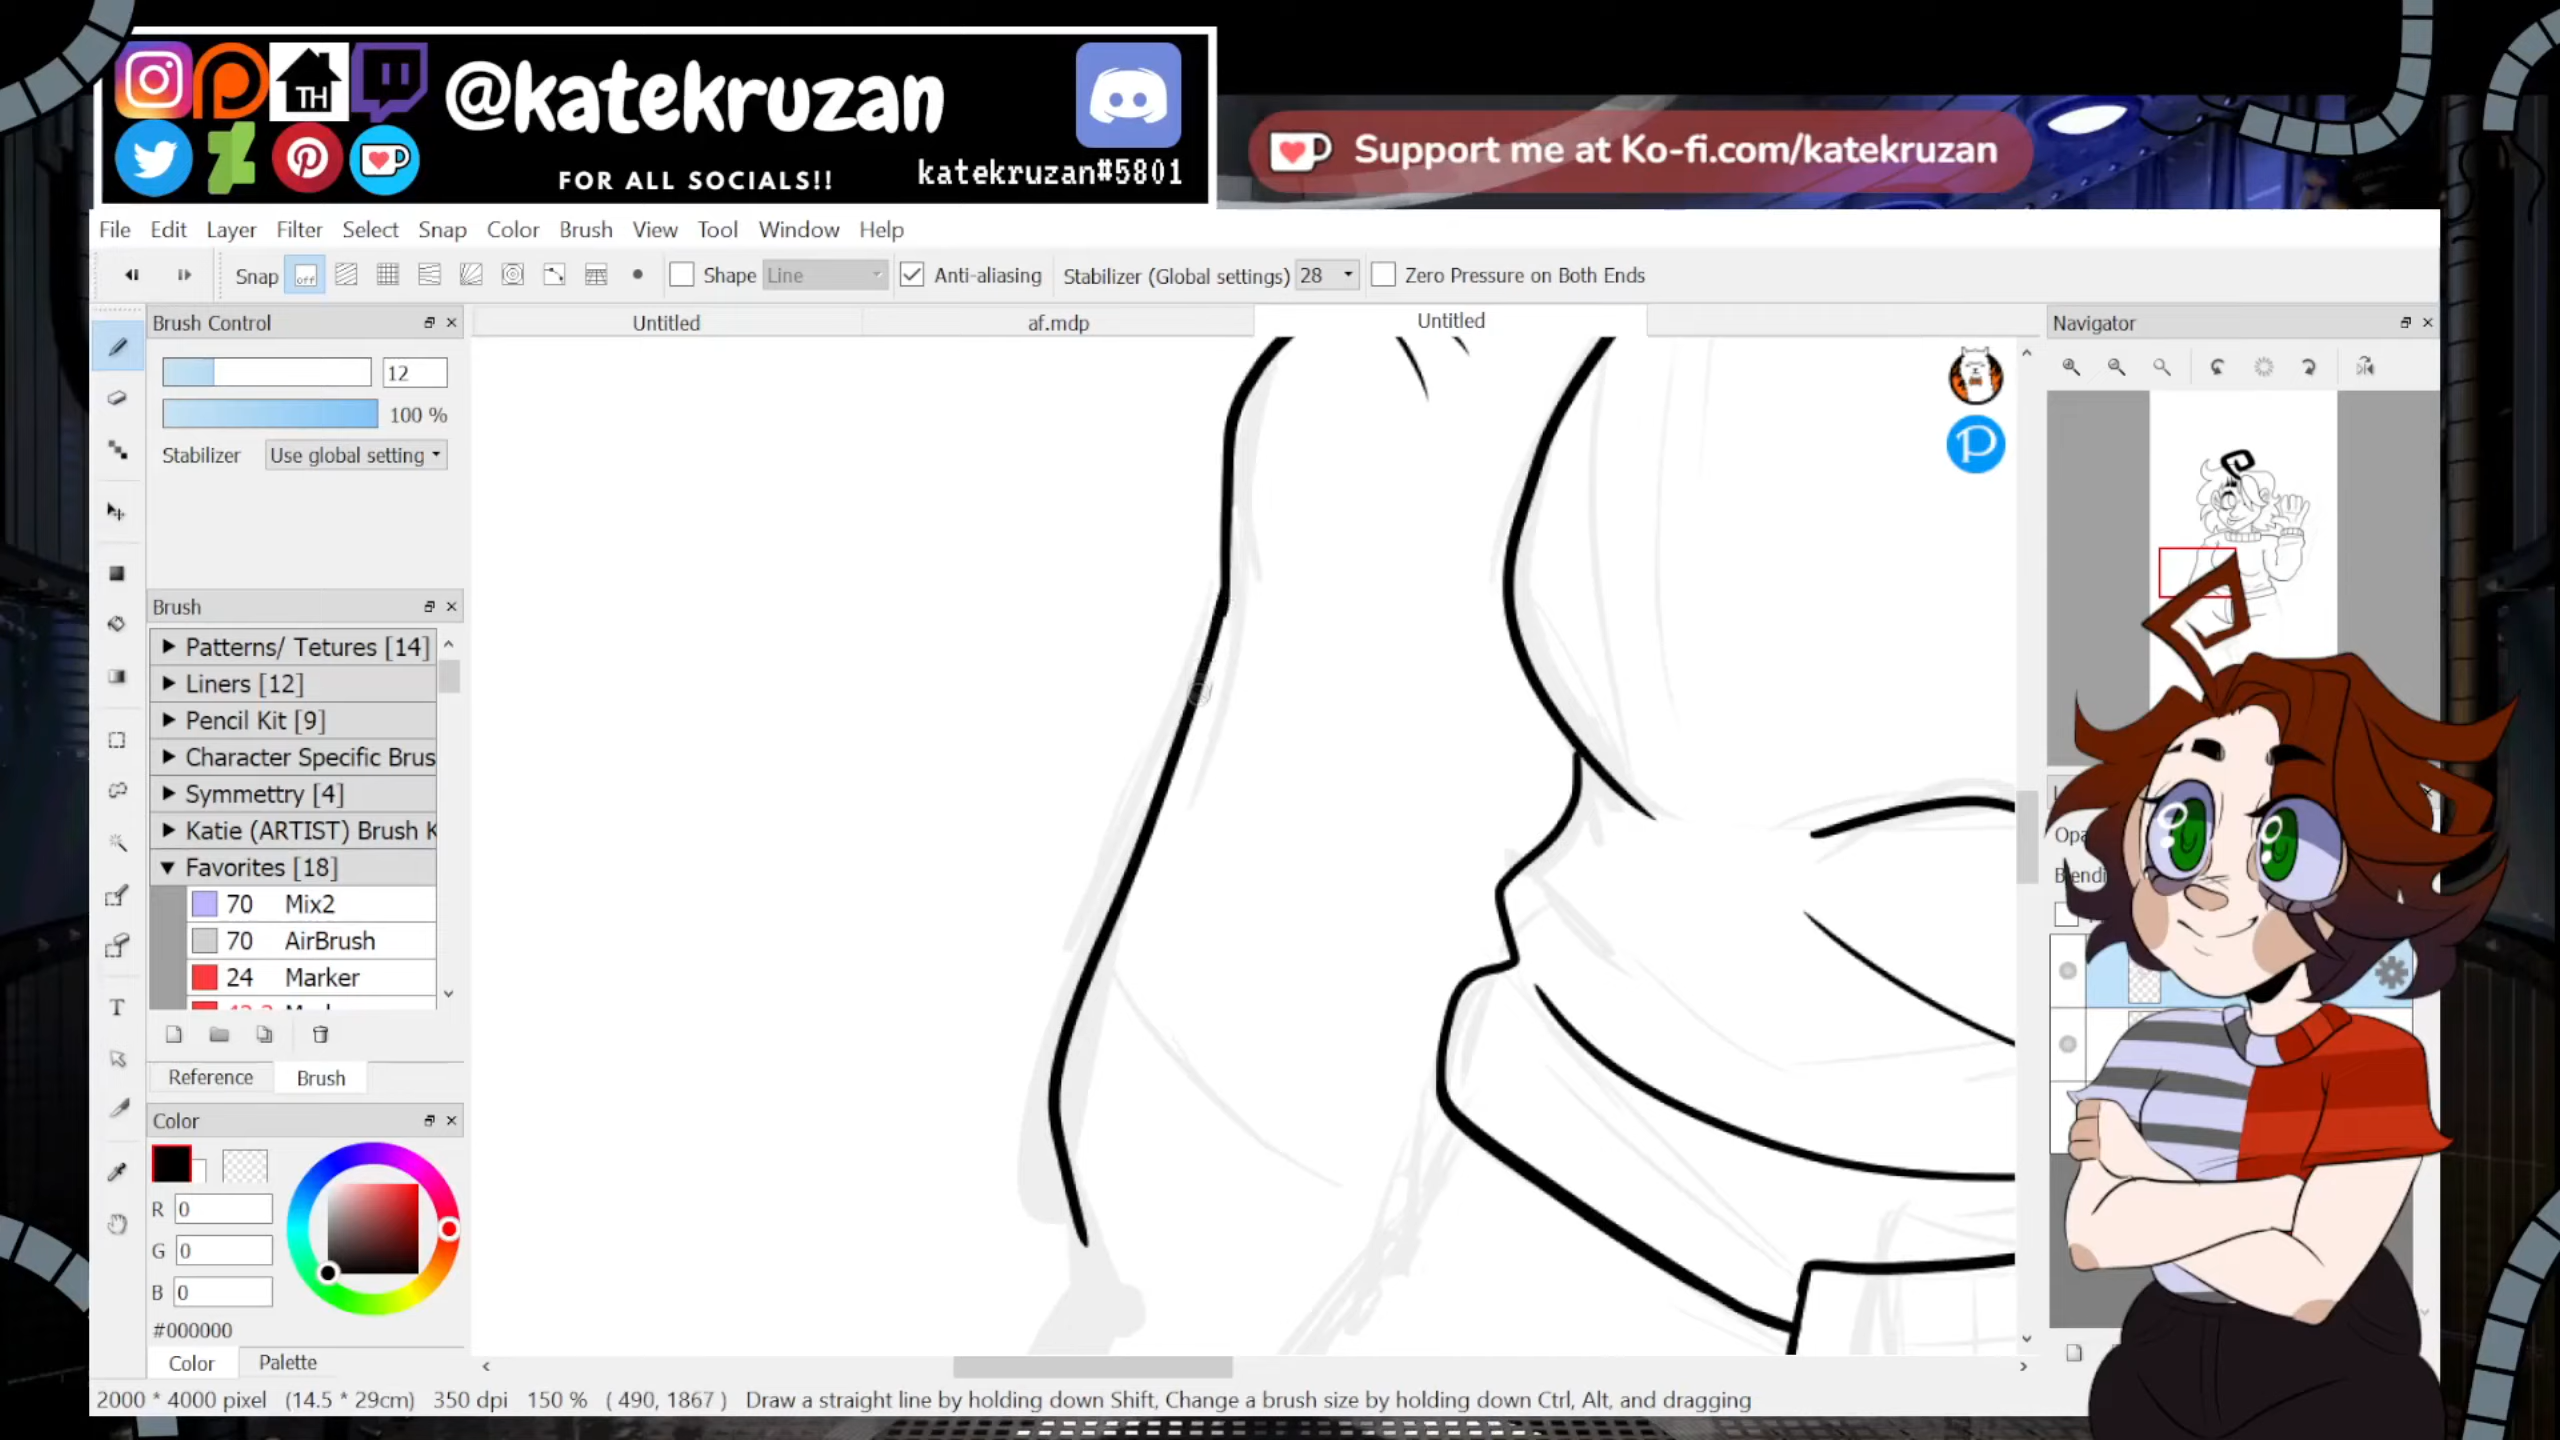 TH
@katekruzan
FOR ALL SOCIALS!!
katekruzan#5801
Support me at Ko-fi.com/katekruzan
File Edit Layer Filter Select Snap Color Brush View Tool Window Help
Snap off Shape Line Anti-aliasing Stabilizer (Global settings) 28 Zero Pressure on Both Ends
Brush Control
Untitled af.mdp Untitled
Navigator
12
100 %
Stabilizer Use global setting
Brush
Patterns/ Tetures [14]
Liners [12]
Pencil Kit [9]
Character Specific Brus
Symmettry [4]
Katie (ARTIST) Brush K
Favorites [18]
70 Mix2
70 AirBrush
24 Marker
Reference Brush
Color
R 0
G 0
B 0
#000000
Color Palette
Opa
Blendi
2000 * 4000 pixel (14.5 * 29cm) 350 dpi 150 % ( 490, 1867 ) Draw a straight line by holding down Shift, Change a brush size by holding down Ctrl, Alt, and dragging